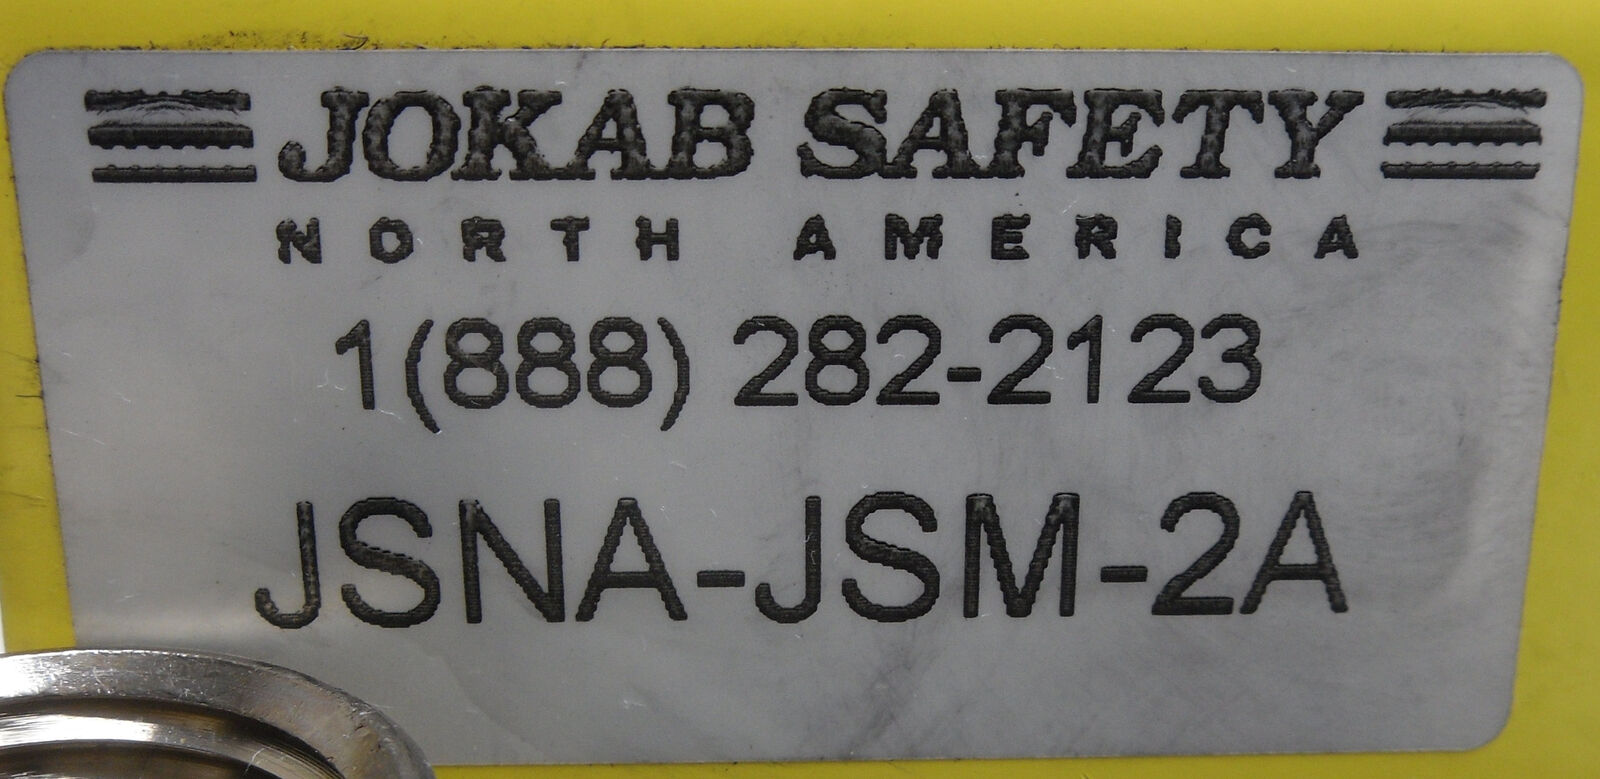 JOKAB SAFETY
NORTH AMERICA
1(888) 282-2123
JSNA-JSM-2A